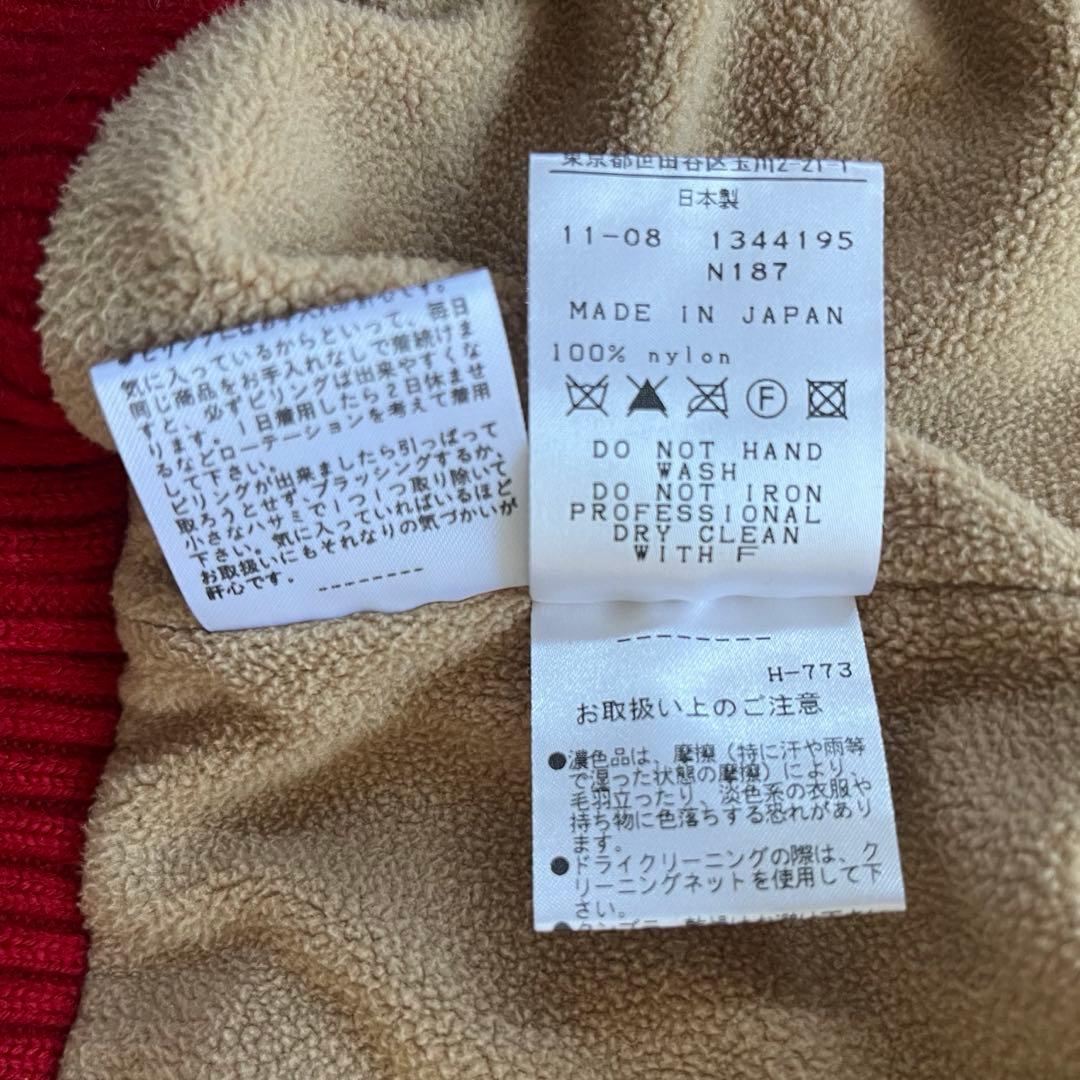 気に入っているからといって、毎日
同じ商品をお手入れなしで着続けま
すと、必ずピリングは出来やすくな
ります。1日着用したら2日休ませ
るなどローテーションを考えて着用
して下さい。
ピリングが出来ましたら引っぱって
取ろうとせず、ブラッシングするか、
小さなハサミで一つ一つ取り除いて
下さい。気に入っていればいるほど
お取扱いにもそれなりの気づかいが
肝心です。
--------
東京都世田谷区玉川2-21-1
日本製
11-08 1344195
N187
MADE IN JAPAN
100% nylon
F
DO NOT HAND
WASH
DO NOT IRON
PROFESSIONAL
DRY CLEAN
WITH F
--------
H-773
お取扱い上のご注意
●濃色品は、摩擦(特に汗や雨等
で湿った状態の摩擦)により、
毛羽立ったり、淡色系の衣服や
持ち物に色落ちする恐れがあり
ます。
●ドライクリーニングの際は、ク
リーニングネットを使用して下
さい。